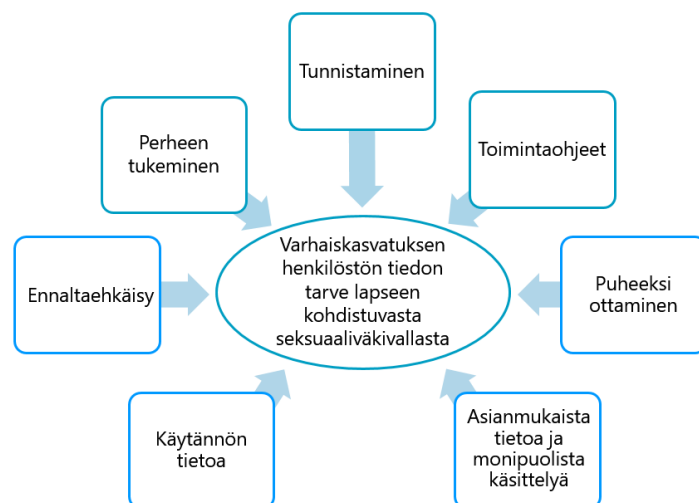 Tunnistaminen
Perheen
tukeminen
Toimintaohjeet
Varhaiskasvatuksen
henkilöstön tiedon
tarve lapseen
kohdistuvasta
seksuaaliväkivallasta
Ennaltaehkäisy
Puheeksi
ottaminen
Käytännön
tietoa
Asianmukaista
tietoa ja
monipuolista
käsittelyä